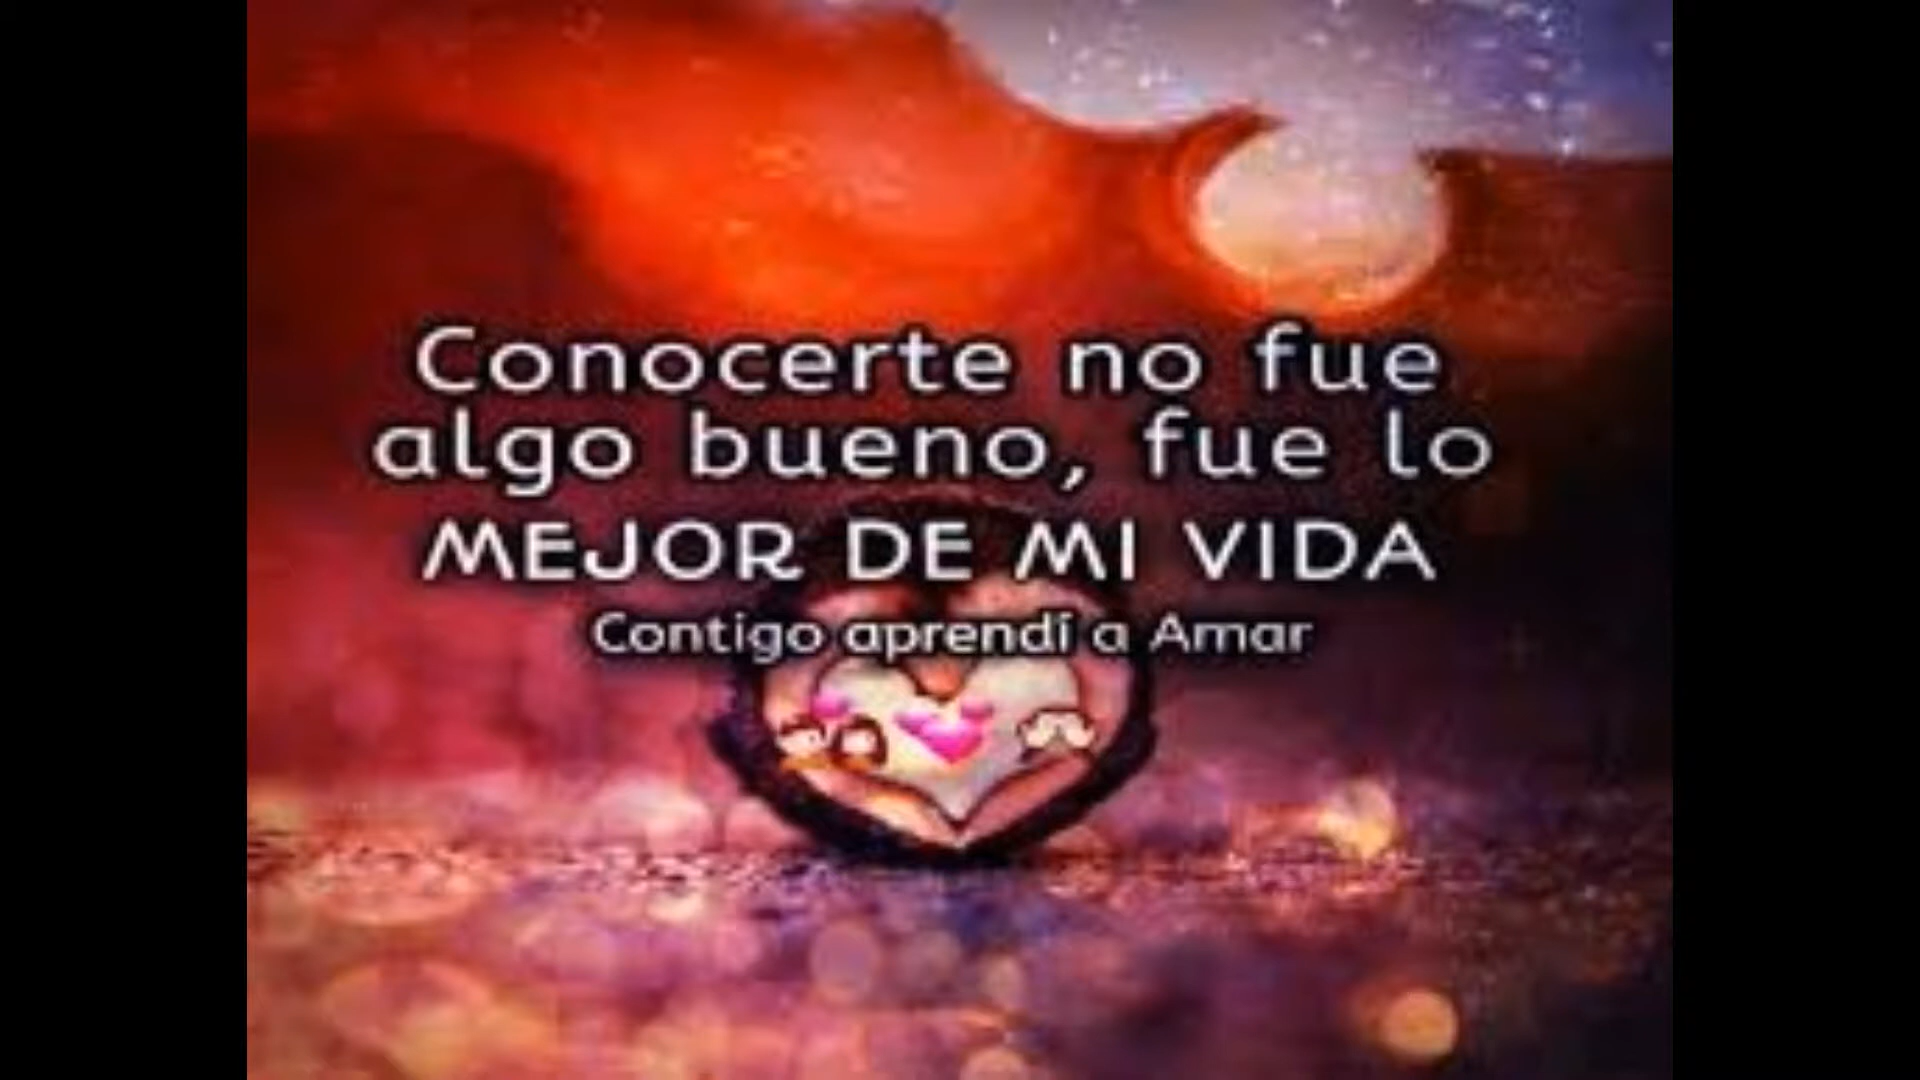 Conocerte no fue
algo bueno, fue lo
MEJOR DE MI VIDA
Contigo aprendí a Amar